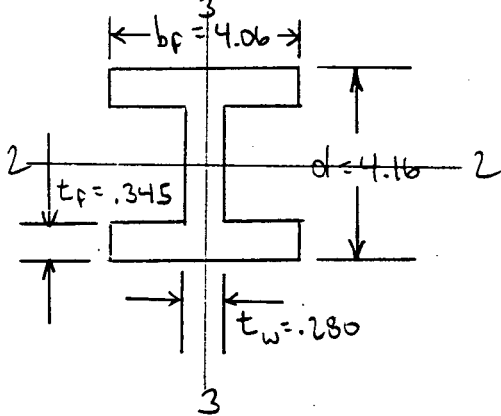 3
bf = 4.06
2
d = 4.16
2
tf = .345
tw = .280
3